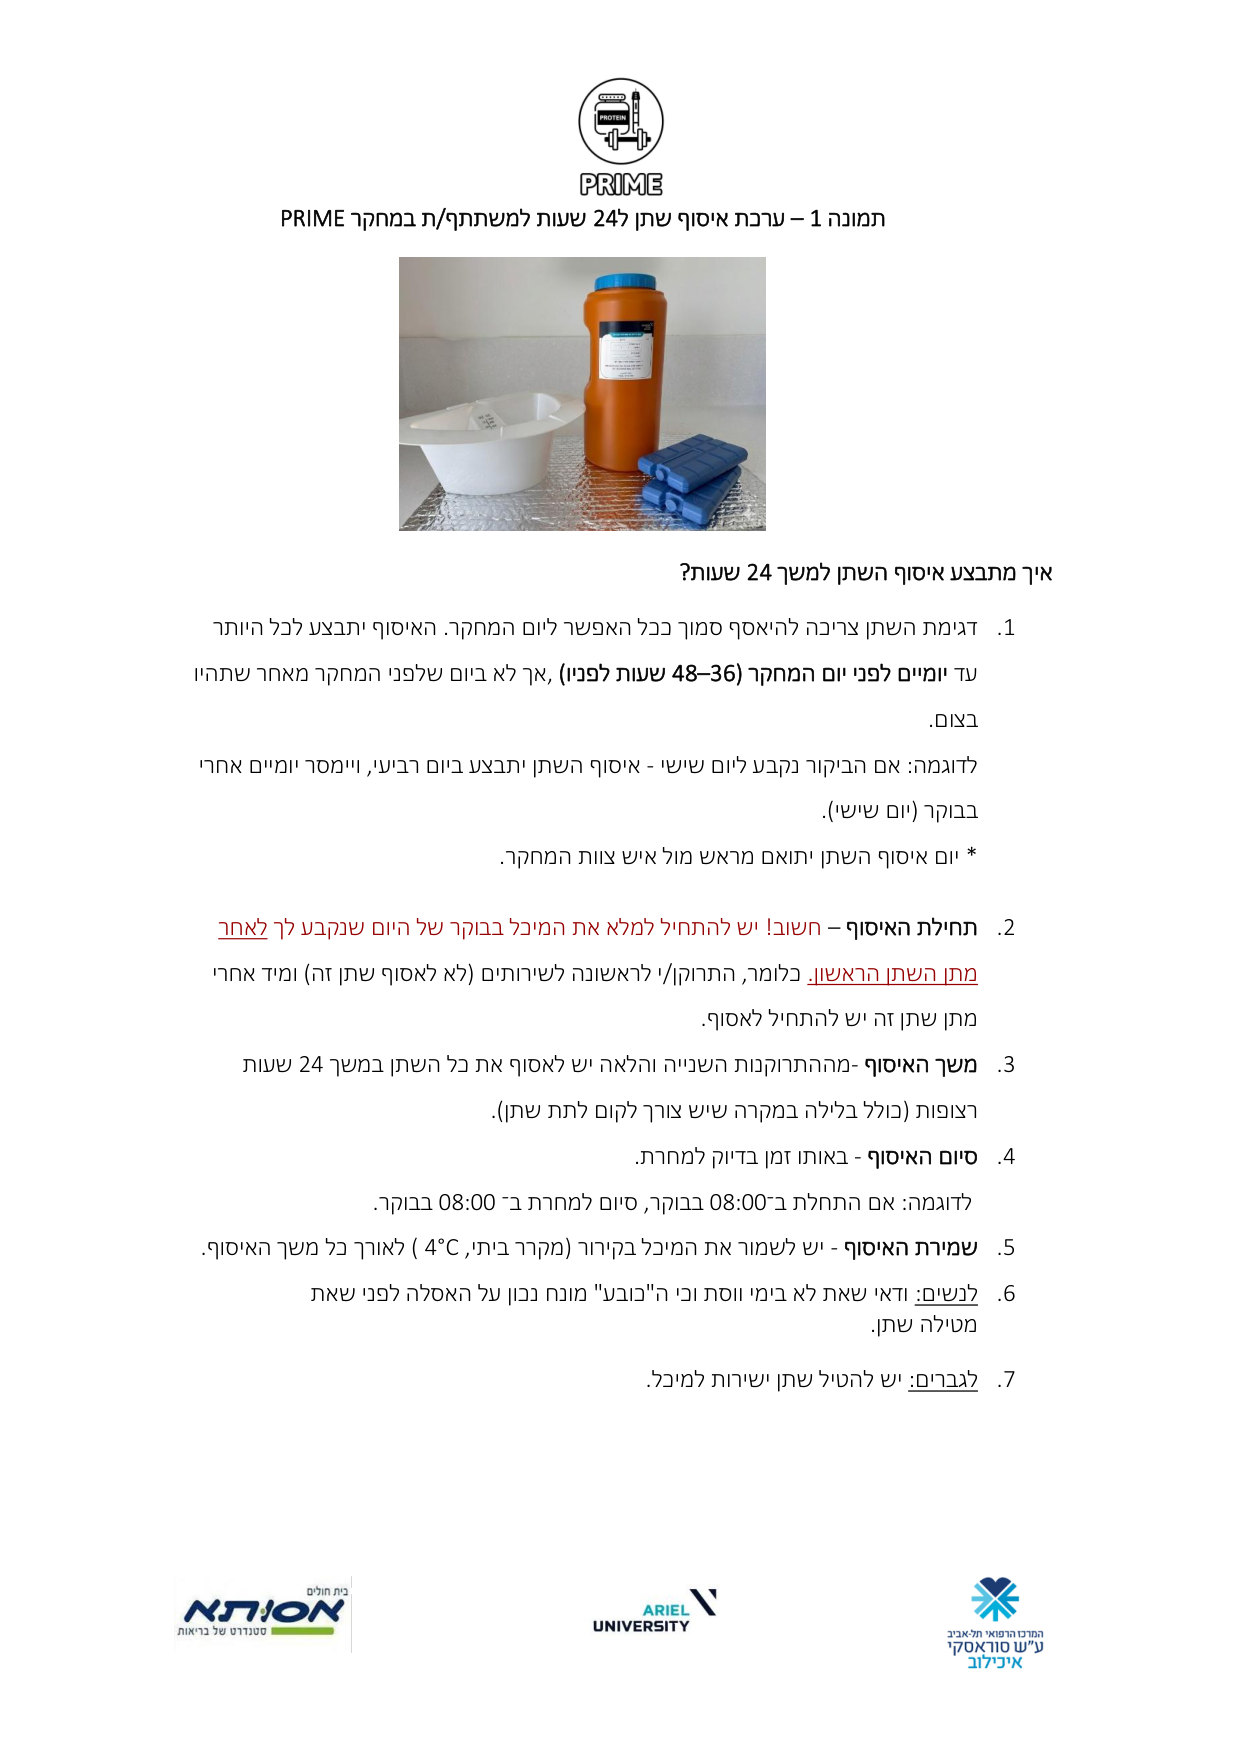 PROTEIN
PRIME
תמונה 1 – ערכת איסוף שתן ל24 שעות למשתתף/ת במחקר PRIME
איך מתבצע איסוף השתן למשך 24 שעות?
1. דגימת השתן צריכה להיאסף סמוך ככל האפשר ליום המחקר. האיסוף יתבצע לכל היותר
עד יומיים לפני יום המחקר (36–48 שעות לפניו) ,אך לא ביום שלפני המחקר מאחר שתהיו
בצום.
לדוגמה: אם הביקור נקבע ליום שישי - איסוף השתן יתבצע ביום רביעי, ויימסר יומיים אחרי
בבוקר (יום שישי).
* יום איסוף השתן יתואם מראש מול איש צוות המחקר.
2. תחילת האיסוף – חשוב! יש להתחיל למלא את המיכל בבוקר של היום שנקבע לך לאחר
מתן השתן הראשון. כלומר, התרוקן/י לראשונה לשירותים (לא לאסוף שתן זה) ומיד אחרי
מתן שתן זה יש להתחיל לאסוף.
3. משך האיסוף -מההתרוקנות השנייה והלאה יש לאסוף את כל השתן במשך 24 שעות
רצופות (כולל בלילה במקרה שיש צורך לקום לתת שתן).
4. סיום האיסוף - באותו זמן בדיוק למחרת.
לדוגמה: אם התחלת ב־08:00 בבוקר, סיום למחרת ב־ 08:00 בבוקר.
5. שמירת האיסוף - יש לשמור את המיכל בקירור (מקרר ביתי, 4°C ) לאורך כל משך האיסוף.
6. לנשים: ודאי שאת לא בימי ווסת וכי ה"כובע" מונח נכון על האסלה לפני שאת
מטילה שתן.
7. לגברים: יש להטיל שתן ישירות למיכל.
בית חולים
אסותא
סטנדרט של בריאות
ARIEL
UNIVERSITY
המרכז הרפואי תל-אביב
ע"ש סוראסקי
איכילוב